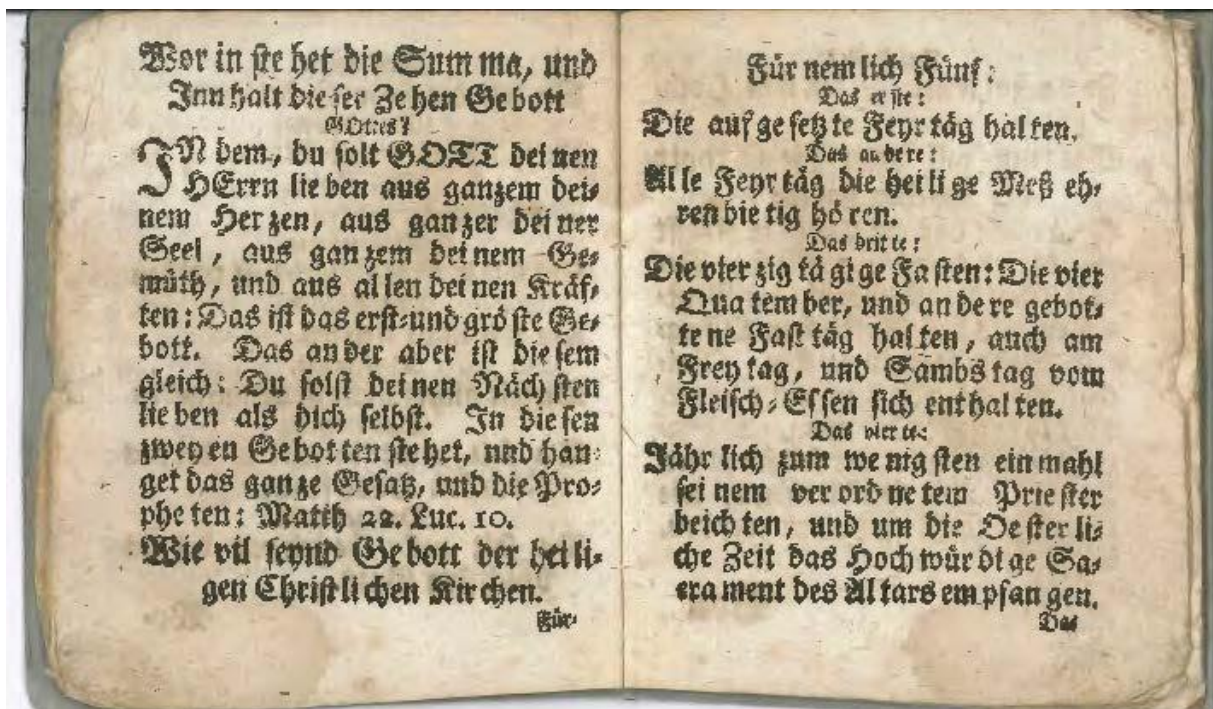 Wor in ste het die Sum ma, und
Inn halt die ser Ze hen Ge bott
GOttes?
IN dem, du solt GOTT dei nen
HErrn lie ben aus ganzem dei-
nem Her zen, aus gan zer dei ner
Seel, aus gan zem dei nem Ge-
müth, und aus al len dei nen Kräf-
ten: Das ist das erst-und grö ste Ge-
bott. Das an der aber ist die sem
gleich: Du solst dei nen Näch sten
lie ben als dich selbst. In die sen
zwey en Ge bot ten ste het, und han-
get das gan ze Gesatz, und die Pro-
phe ten: Matth 22. Luc. 10.
Wie vil seynd Ge bott der hei li-
gen Christ li chen Kir chen.
Für-
Für nem lich Fünf:
Das er ste:
Die auf ge setz te Feyr täg hal ten.
Das an de re:
Al le Feyr täg die hei li ge Meß eh-
ren bie tig hö ren.
Das drit te:
Die vier zig tä gi ge Fa sten: Die vier
Qua tem ber, und an de re gebot-
te ne Fast täg hal ten, auch am
Frey tag, und Sambs tag vom
Fleisch-Es sen sich ent hal ten.
Das vier te:
Jähr lich zum we nig sten ein mahl
sei nem ver ord ne tem Prie ster
beich ten, und um die Oe ster li-
che Zeit das Hoch wür di ge Sa-
cra ment des Al tars em pfan gen.
Das